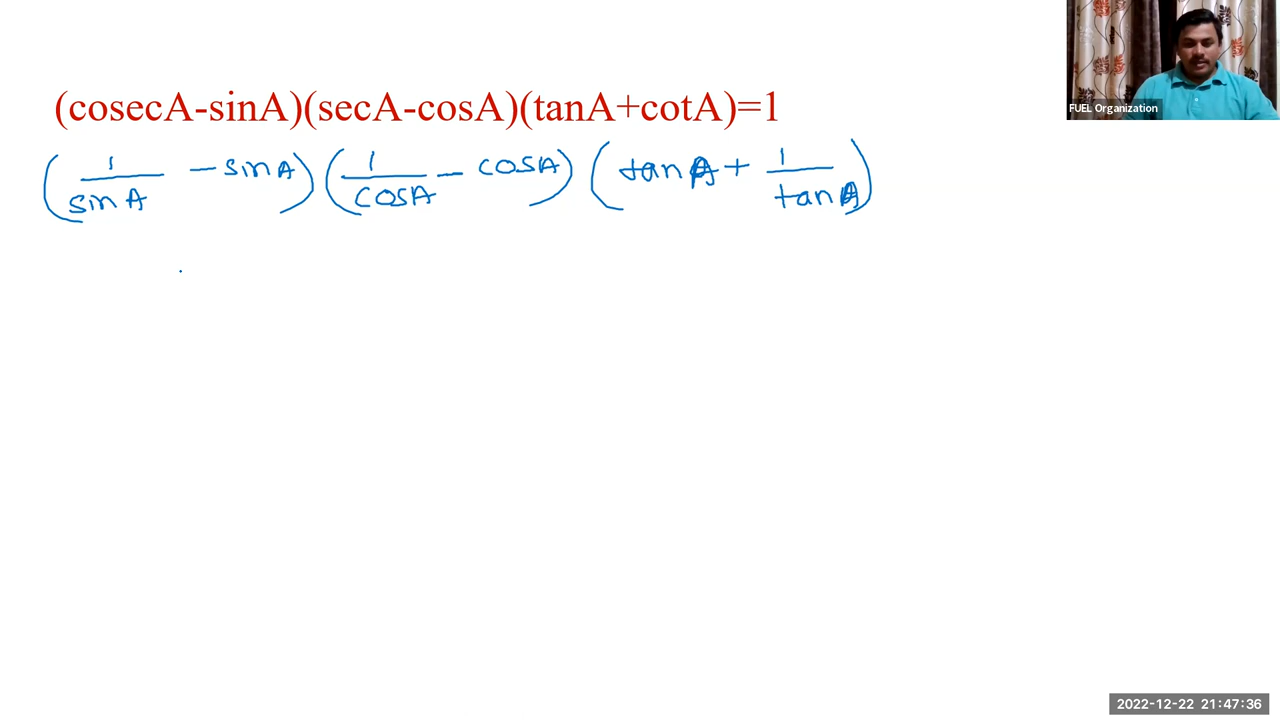 FUEL Organization
(cosecA-sinA)(secA-cosA)(tanA+cotA)=1
(1/sinA - sinA) (1/cosA - cosA) (tanA + 1/tanA)
2022-12-22 21:47:36